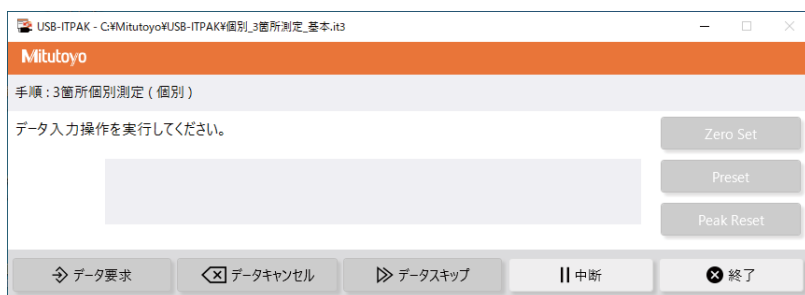 USB-ITPAK - C:¥Mitutoyo¥USB-ITPAK¥個別_3箇所測定_基本.it3
Mitutoyo
手順 : 3箇所個別測定 ( 個別 )
データ入力操作を実行してください。
Zero Set
Preset
Peak Reset
データ要求 データキャンセル データスキップ 中断 終了